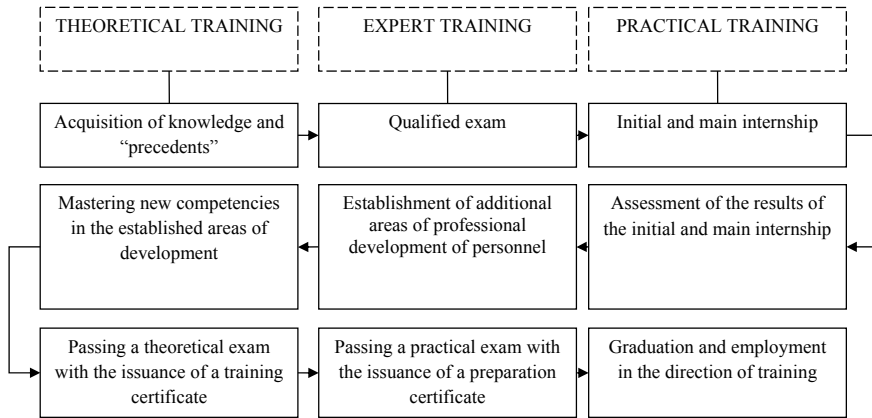 THEORETICAL TRAINING
EXPERT TRAINING
PRACTICAL TRAINING
Acquisition of knowledge and
“precedents”
Qualified exam
Initial and main internship
Mastering new competencies
in the established areas of
development
Establishment of additional
areas of professional
development of personnel
Assessment of the results of
the initial and main internship
Passing a theoretical exam
with the issuance of a training
certificate
Passing a practical exam with
the issuance of a preparation
certificate
Graduation and employment
in the direction of training